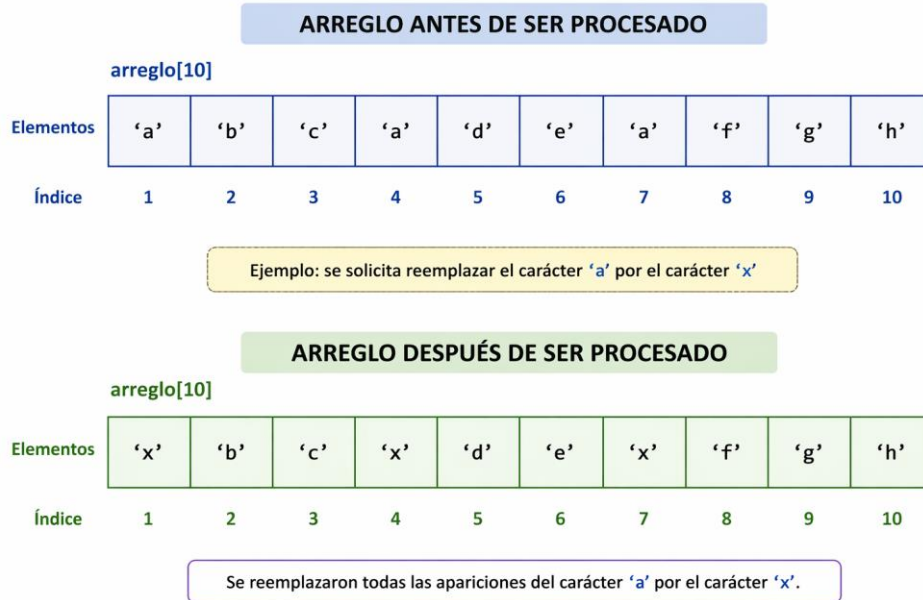 ARREGLO ANTES DE SER PROCESADO
arreglo[10]
Elementos ‘a’ ‘b’ ‘c’ ‘a’ ‘d’ ‘e’ ‘a’ ‘f’ ‘g’ ‘h’
Índice 1 2 3 4 5 6 7 8 9 10
Ejemplo: se solicita reemplazar el carácter ‘a’ por el carácter ‘x’
ARREGLO DESPUÉS DE SER PROCESADO
arreglo[10]
Elementos ‘x’ ‘b’ ‘c’ ‘x’ ‘d’ ‘e’ ‘x’ ‘f’ ‘g’ ‘h’
Índice 1 2 3 4 5 6 7 8 9 10
Se reemplazaron todas las apariciones del carácter ‘a’ por el carácter ‘x’.